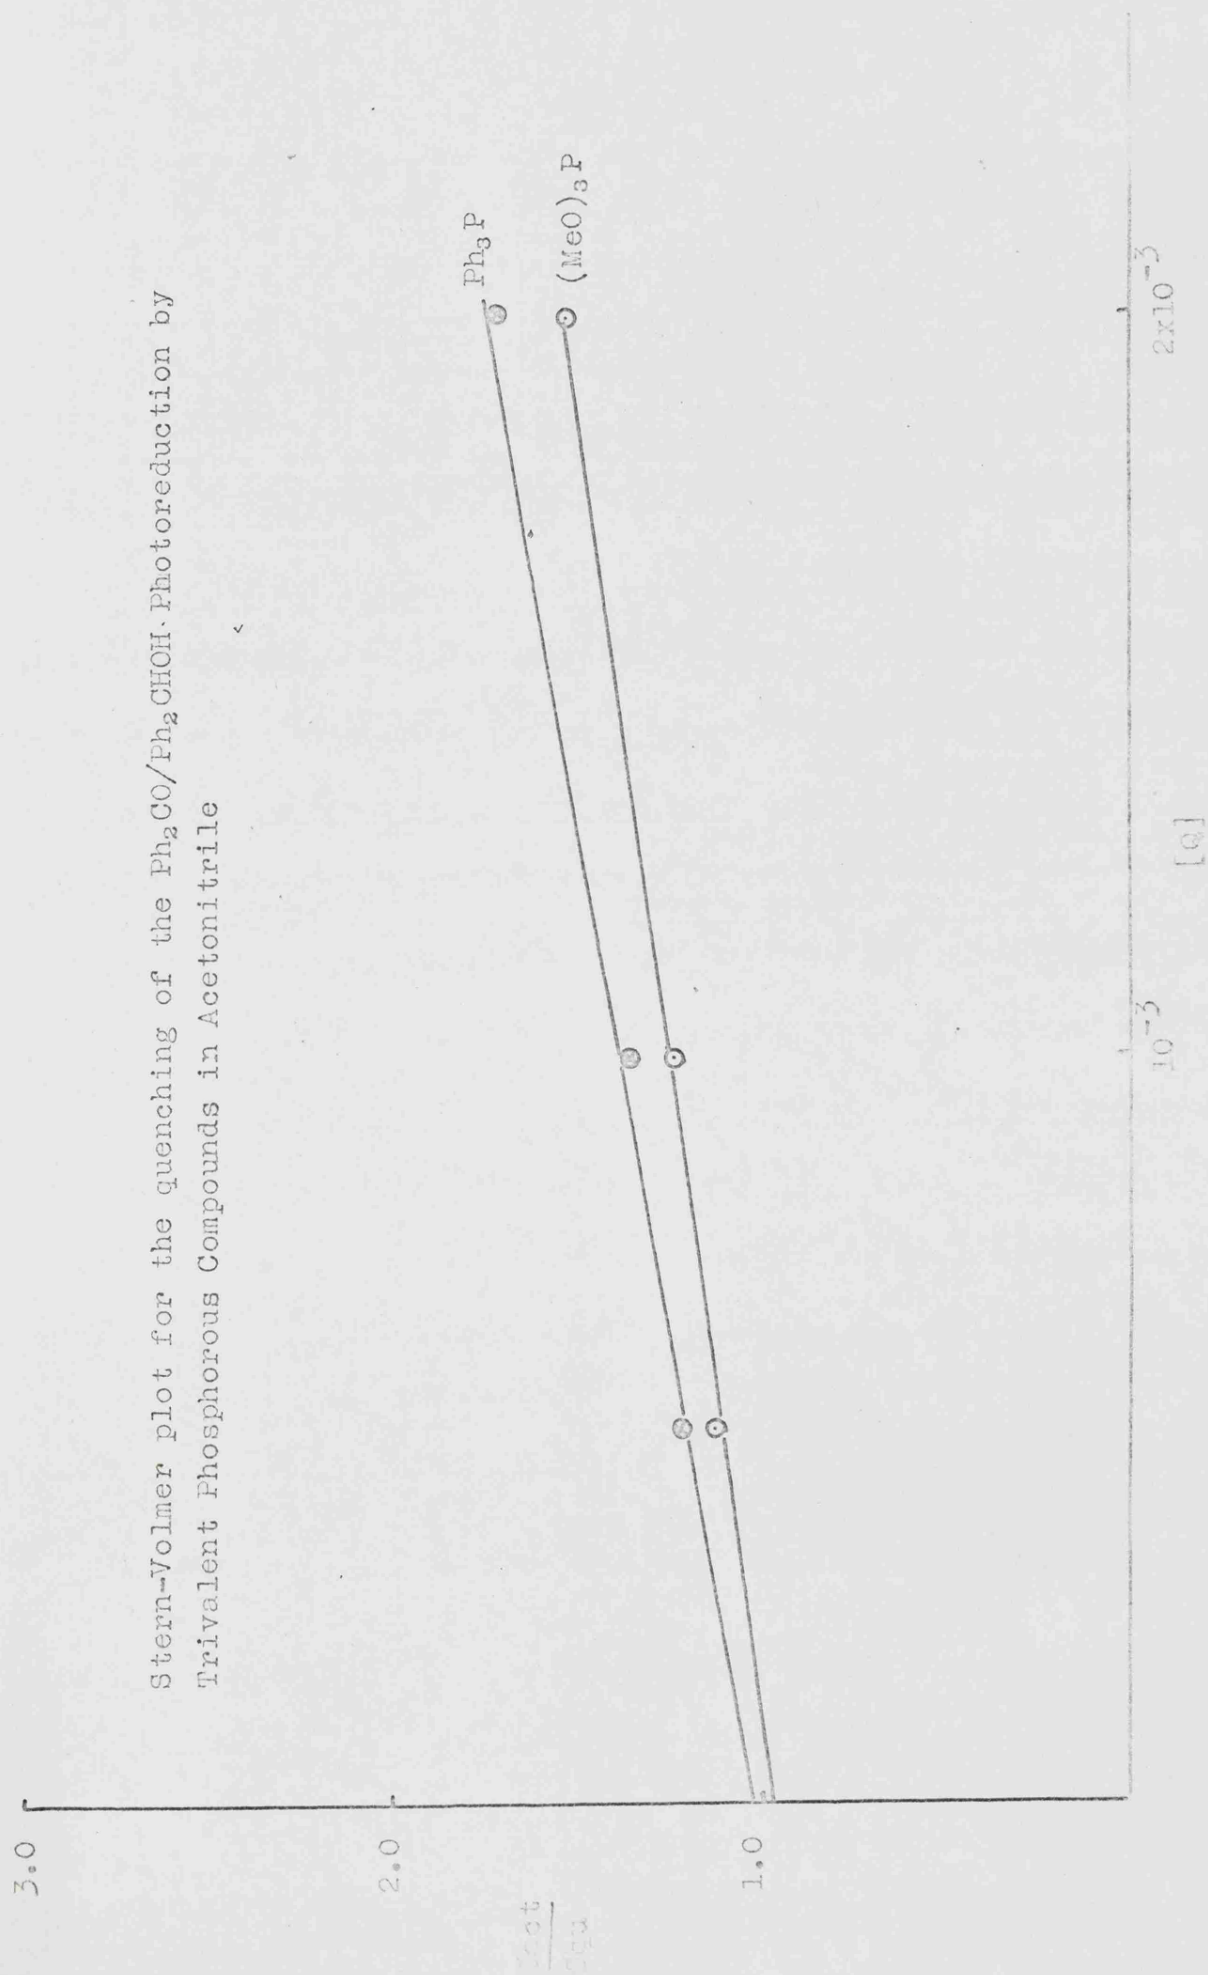 Stern-Volmer plot for the quenching of the Ph₂CO/Ph₂CHOH Photoreduction by
Trivalent Phosphorous Compounds in Acetonitrile
3.0
2.0
1.0
Ph₃P
(MeO)₃P
10⁻³
2x10⁻³
[Q]